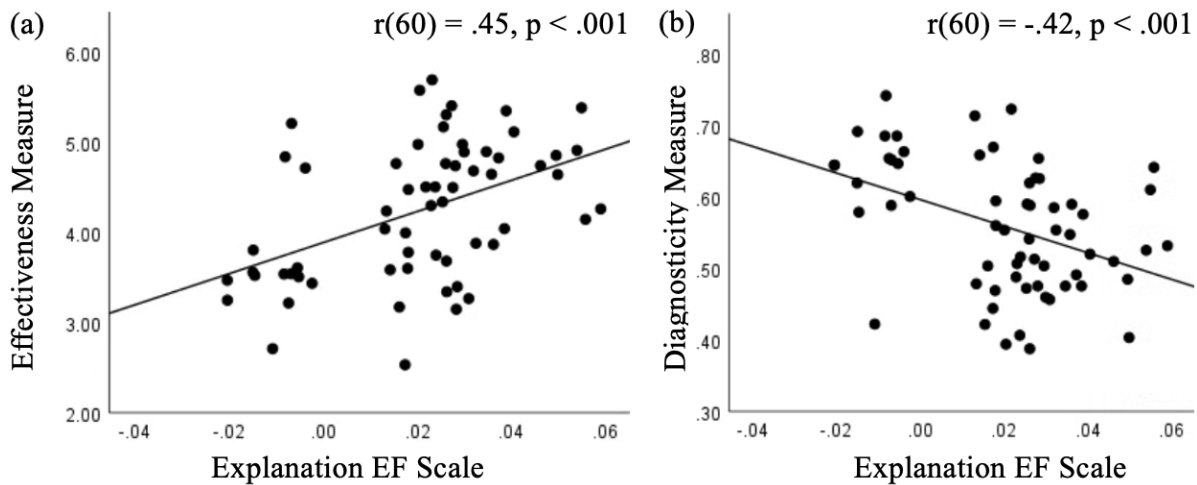 (a)
r(60) = .45, p < .001
Effectiveness Measure
6.00
5.00
4.00
3.00
2.00
-.04 -.02 .00 .02 .04 .06
Explanation EF Scale
(b)
r(60) = -.42, p < .001
Diagnosticity Measure
.80
.70
.60
.50
.40
.30
-.04 -.02 .00 .02 .04 .06
Explanation EF Scale